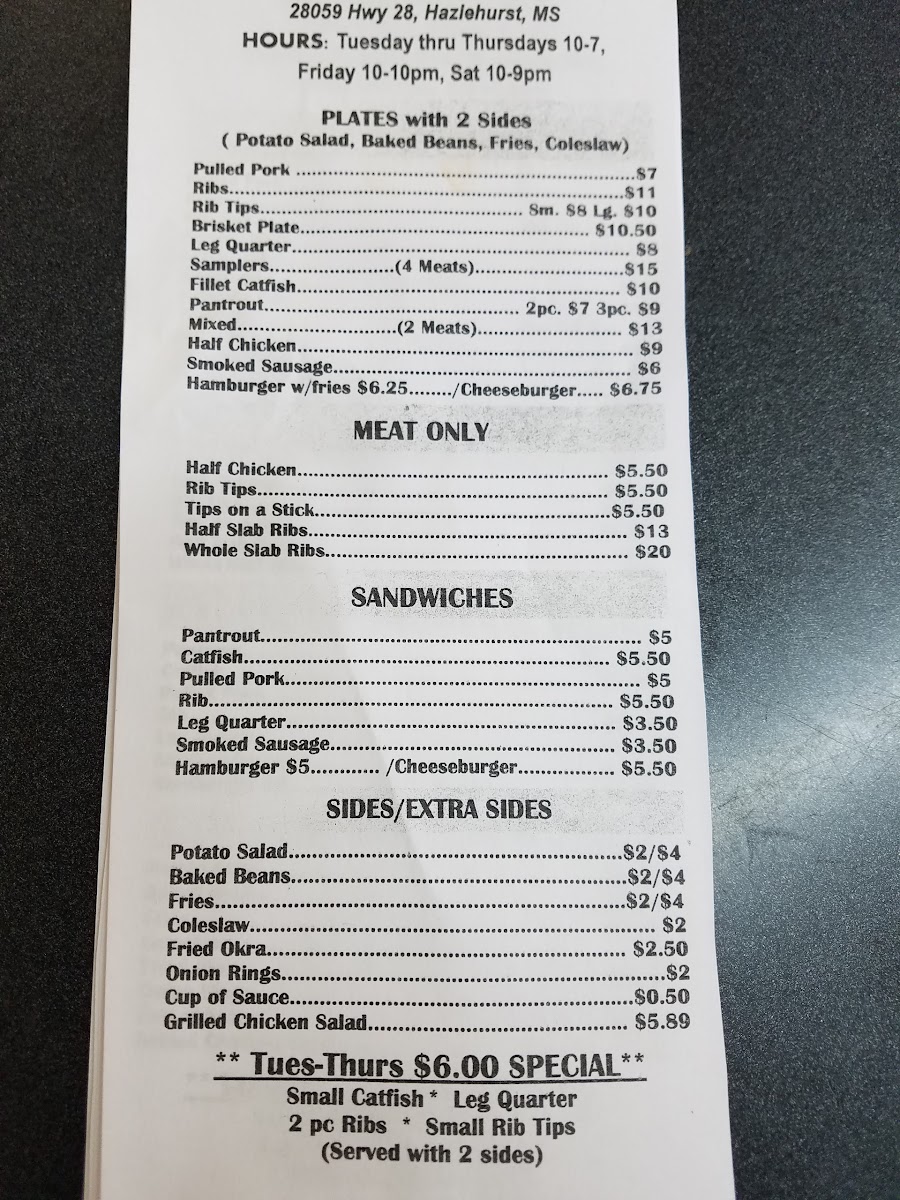 28059 Hwy 28, Hazlehurst, MS
HOURS: Tuesday thru Thursdays 10-7,
Friday 10-10pm, Sat 10-9pm
PLATES with 2 Sides
( Potato Salad, Baked Beans, Fries, Coleslaw)
Pulled Pork ........................................$7
Ribs........................................$11
Rib Tips........................................ Sm. $8 Lg. $10
Brisket Plate........................................ $10.50
Leg Quarter........................................ $8
Samplers........................(4 Meats)........................$15
Fillet Catfish........................................ $10
Pantrout........................................ 2pc. $7 3pc. $9
Mixed........................(2 Meats)........................ $13
Half Chicken........................................ $9
Smoked Sausage........................................ $6
Hamburger w/fries $6.25......../Cheeseburger..... $6.75
MEAT ONLY
Half Chicken........................................ $5.50
Rib Tips........................................ $5.50
Tips on a Stick........................................$5.50
Half Slab Ribs........................................ $13
Whole Slab Ribs........................................ $20
SANDWICHES
Pantrout........................................ $5
Catfish........................................ $5.50
Pulled Pork........................................ $5
Rib........................................ $5.50
Leg Quarter........................................ $3.50
Smoked Sausage........................................ $3.50
Hamburger $5............ /Cheeseburger................. $5.50
SIDES/EXTRA SIDES
Potato Salad........................................$2/$4
Baked Beans........................................$2/$4
Fries........................................$2/$4
Coleslaw........................................ $2
Fried Okra........................................ $2.50
Onion Rings........................................$2
Cup of Sauce........................................$0.50
Grilled Chicken Salad........................................ $5.89
** Tues-Thurs $6.00 SPECIAL**
Small Catfish * Leg Quarter
2 pc Ribs * Small Rib Tips
(Served with 2 sides)